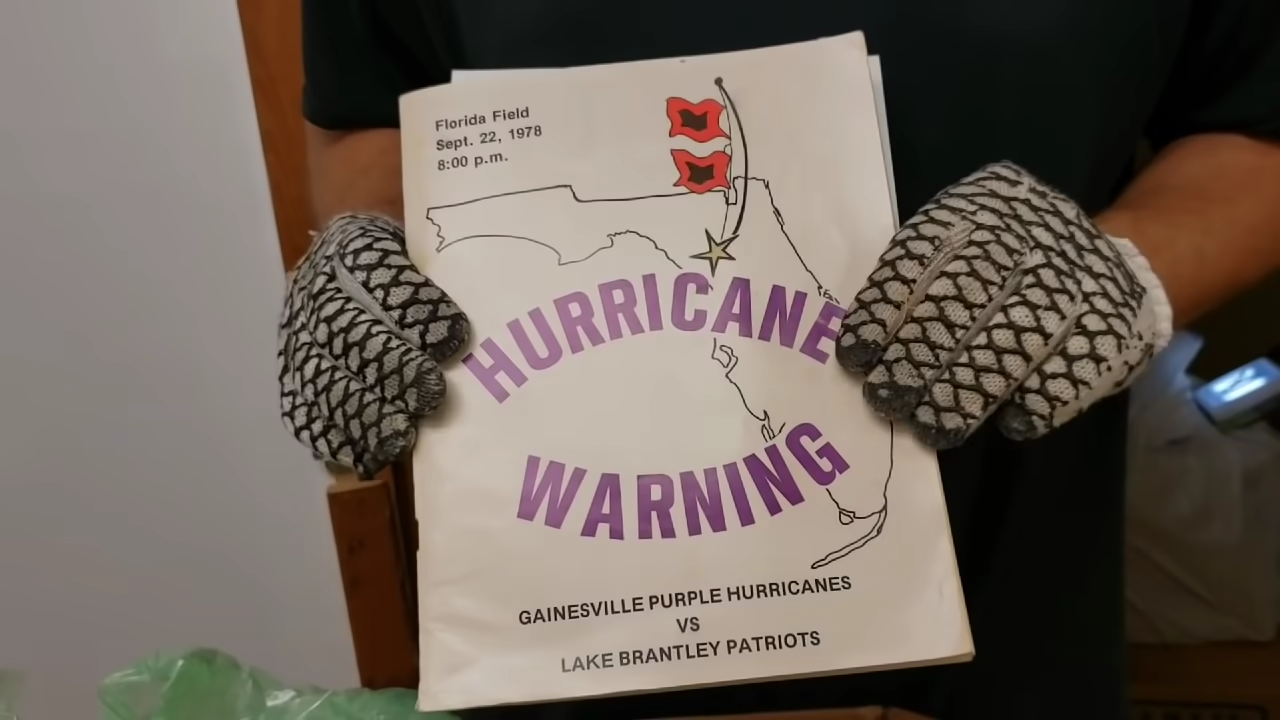 Florida Field
Sept. 22, 1978
8:00 p.m.
HURRICANE
WARNING
GAINESVILLE PURPLE HURRICANES
VS
LAKE BRANTLEY PATRIOTS